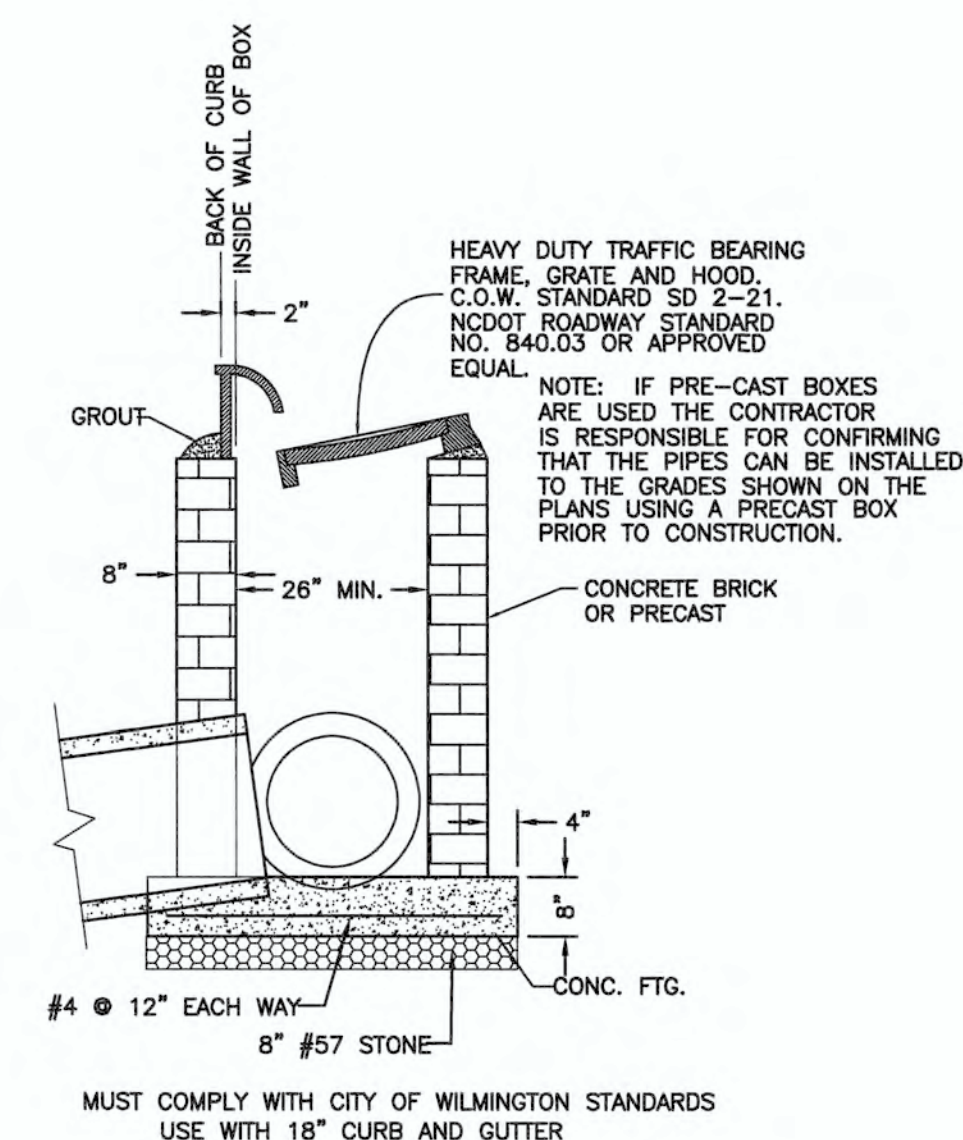 BACK OF CURB
INSIDE WALL OF BOX
2"
HEAVY DUTY TRAFFIC BEARING
FRAME, GRATE AND HOOD.
C.O.W. STANDARD SD 2-21.
NCDOT ROADWAY STANDARD
NO. 840.03 OR APPROVED
EQUAL.
NOTE: IF PRE-CAST BOXES
ARE USED THE CONTRACTOR
IS RESPONSIBLE FOR CONFIRMING
THAT THE PIPES CAN BE INSTALLED
TO THE GRADES SHOWN ON THE
PLANS USING A PRECAST BOX
PRIOR TO CONSTRUCTION.
GROUT
8"
26" MIN.
CONCRETE BRICK
OR PRECAST
4"
8"
CONC. FTG.
#4 @ 12" EACH WAY
8" #57 STONE
MUST COMPLY WITH CITY OF WILMINGTON STANDARDS
USE WITH 18" CURB AND GUTTER